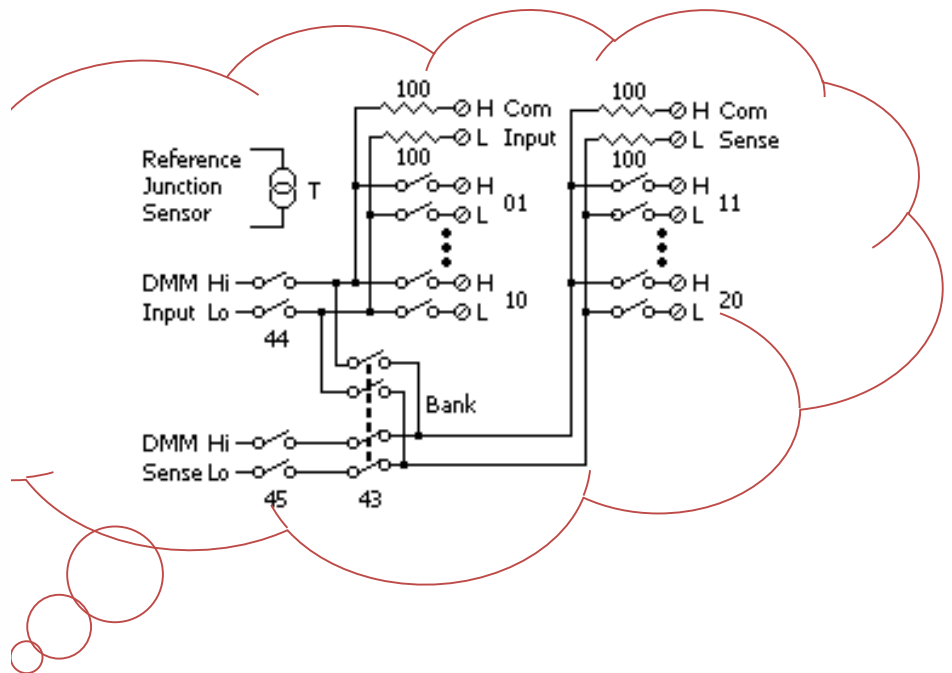 100
H Com
L Input
100
H
01
L
H
10
L
100
H Com
L Sense
100
H
11
L
H
20
L
Reference
Junction
Sensor
T
DMM Hi
Input Lo
44
Bank
DMM Hi
Sense Lo
45
43